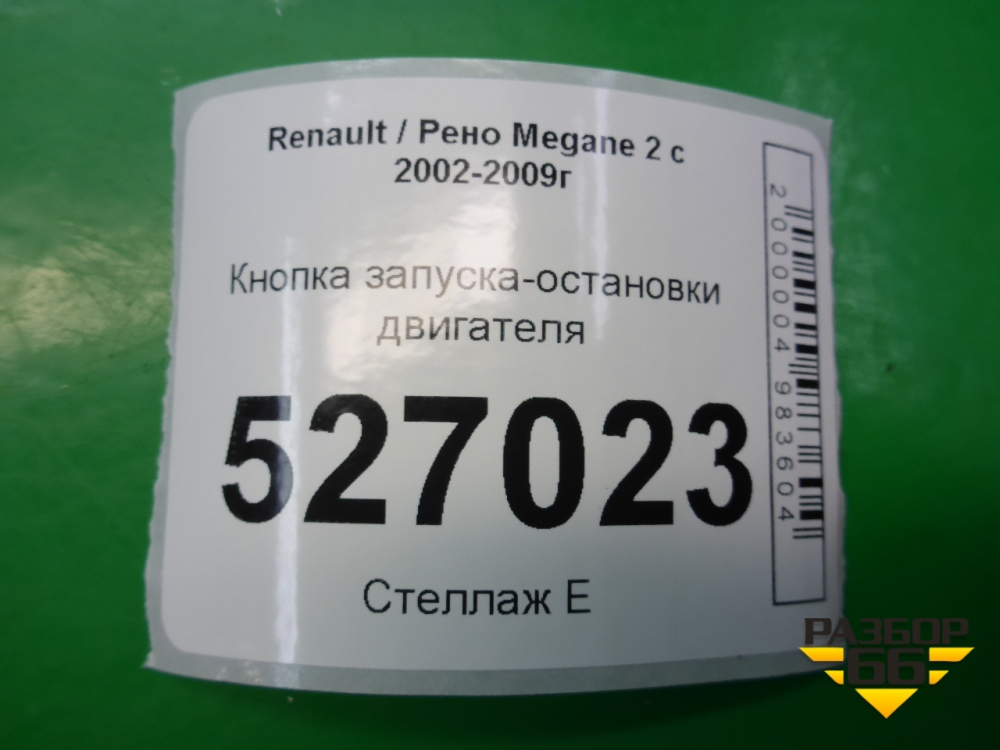 Renault / Рено Megane 2 с
2002-2009г
Кнопка запуска-остановки
двигателя
527023
Стеллаж Е
2000004983604
РАЗБОР
66